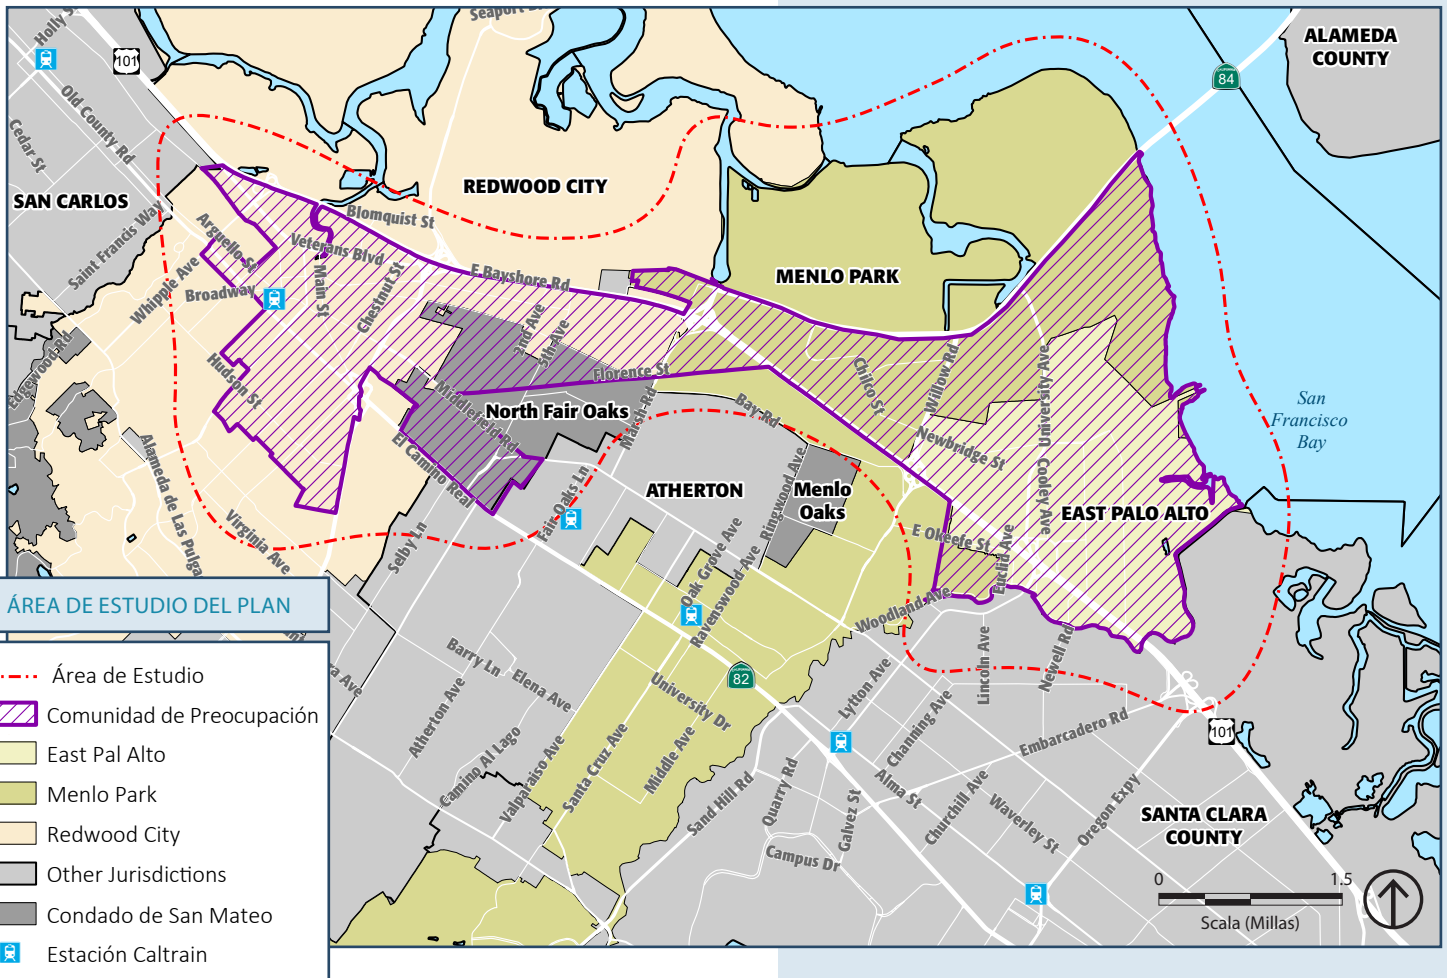 Holly S
Seaport B
ALAMEDA
COUNTY
101
84
Old County Rd
Cedar St
SAN CARLOS
REDWOOD CITY
Saint Francis Way
Blomquist St
Arguello St
Veterans Blvd
Whipple Ave
Broadway
Main St
Chestnut St
E Bayshore Rd
MENLO PARK
2nd Ave
5th Ave
Edgewood Rd
Hudson St
Florence St
Chilco St
Willow Rd
University Ave
San
Francisco
Bay
Middlefield Rd
North Fair Oaks
Marsh Rd
Bay Rd
Newbridge St
El Camino Real
Alameda de Las Pulga
ATHERTON
Ringwood Ave
Menlo
Oaks
Cooley Ave
EAST PALO ALTO
Fair Oaks Ln
Virginia Ave
Selby Ln
Oak Grove Ave
Ravenswood Ave
E Okeefe St
Euclid Ave
Woodland Ave
ÁREA DE ESTUDIO DEL PLAN
Área de Estudio
Comunidad de Preocupación
East Pal Alto
Menlo Park
Redwood City
Other Jurisdictions
Condado de San Mateo
Estación Caltrain
ra Ave
Barry Ln
Elena Ave
Atherton Ave
Camino Al Lago
Valparaiso Ave
Santa Cruz Ave
University Dr
Middle Ave
82
Lytton Ave
Lincoln Ave
Newell Rd
Channing Ave
Embarcadero Rd
101
Sand Hill Rd
Quarry Rd
Galvez St
Campus Dr
Alma St
Churchill Ave
Waverley St
Oregon Expy
SANTA CLARA
COUNTY
0 1.5
Scala (Millas)